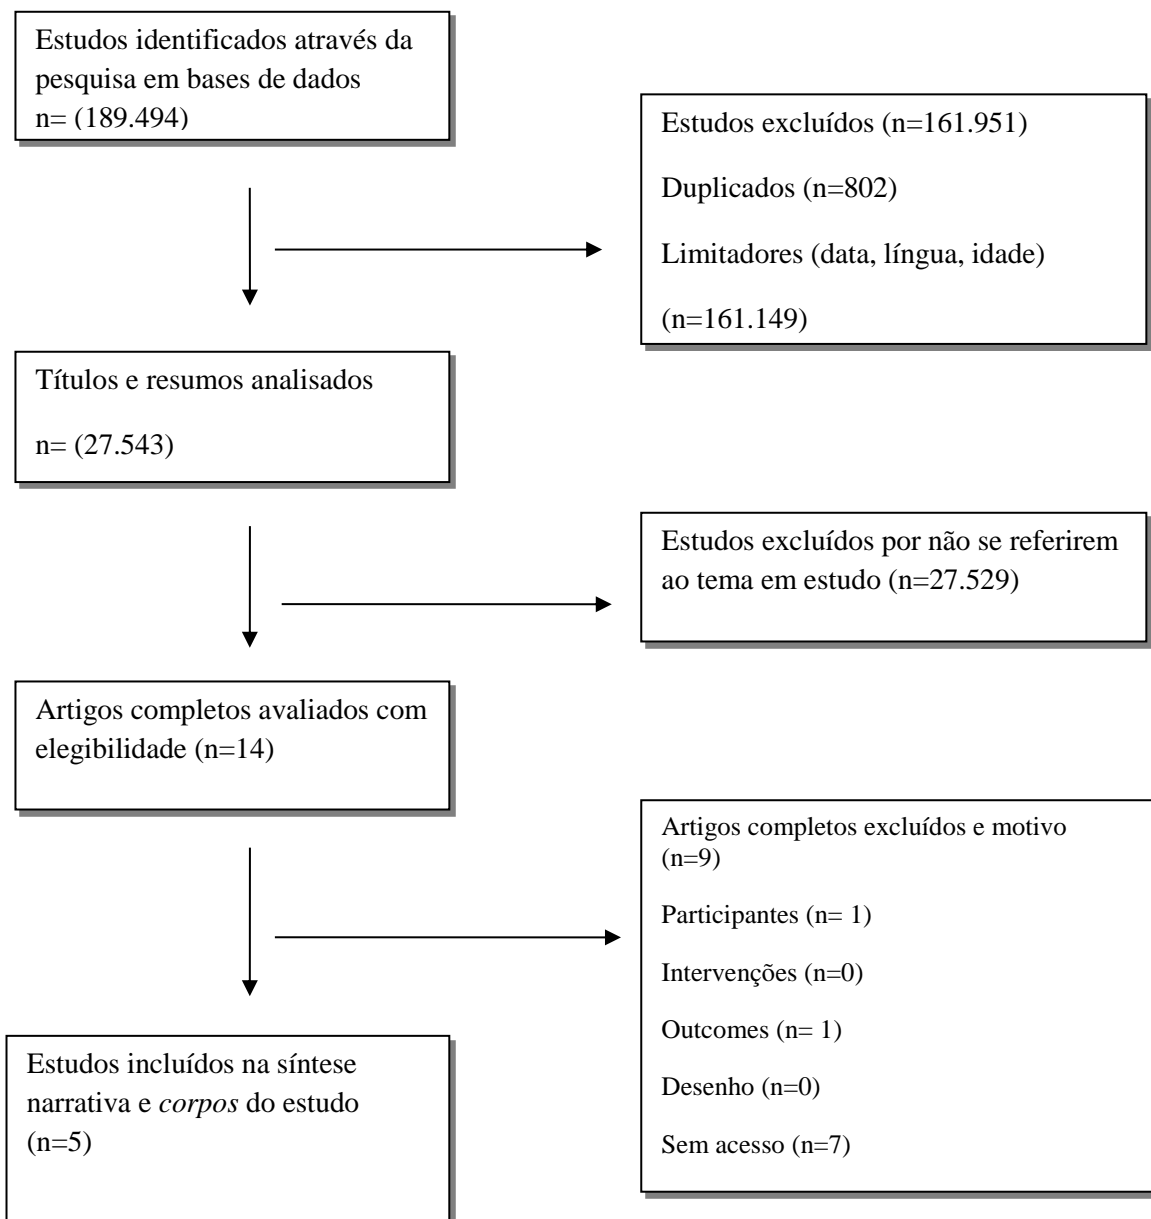 Estudos identificados através da
pesquisa em bases de dados
n= (189.494)
Estudos excluídos (n=161.951)
Duplicados (n=802)
Limitadores (data, língua, idade)
(n=161.149)
Títulos e resumos analisados
n= (27.543)
Estudos excluídos por não se referirem
ao tema em estudo (n=27.529)
Artigos completos avaliados com
elegibilidade (n=14)
Artigos completos excluídos e motivo
(n=9)
Participantes (n= 1)
Intervenções (n=0)
Outcomes (n= 1)
Desenho (n=0)
Sem acesso (n=7)
Estudos incluídos na síntese
narrativa e corpos do estudo
(n=5)